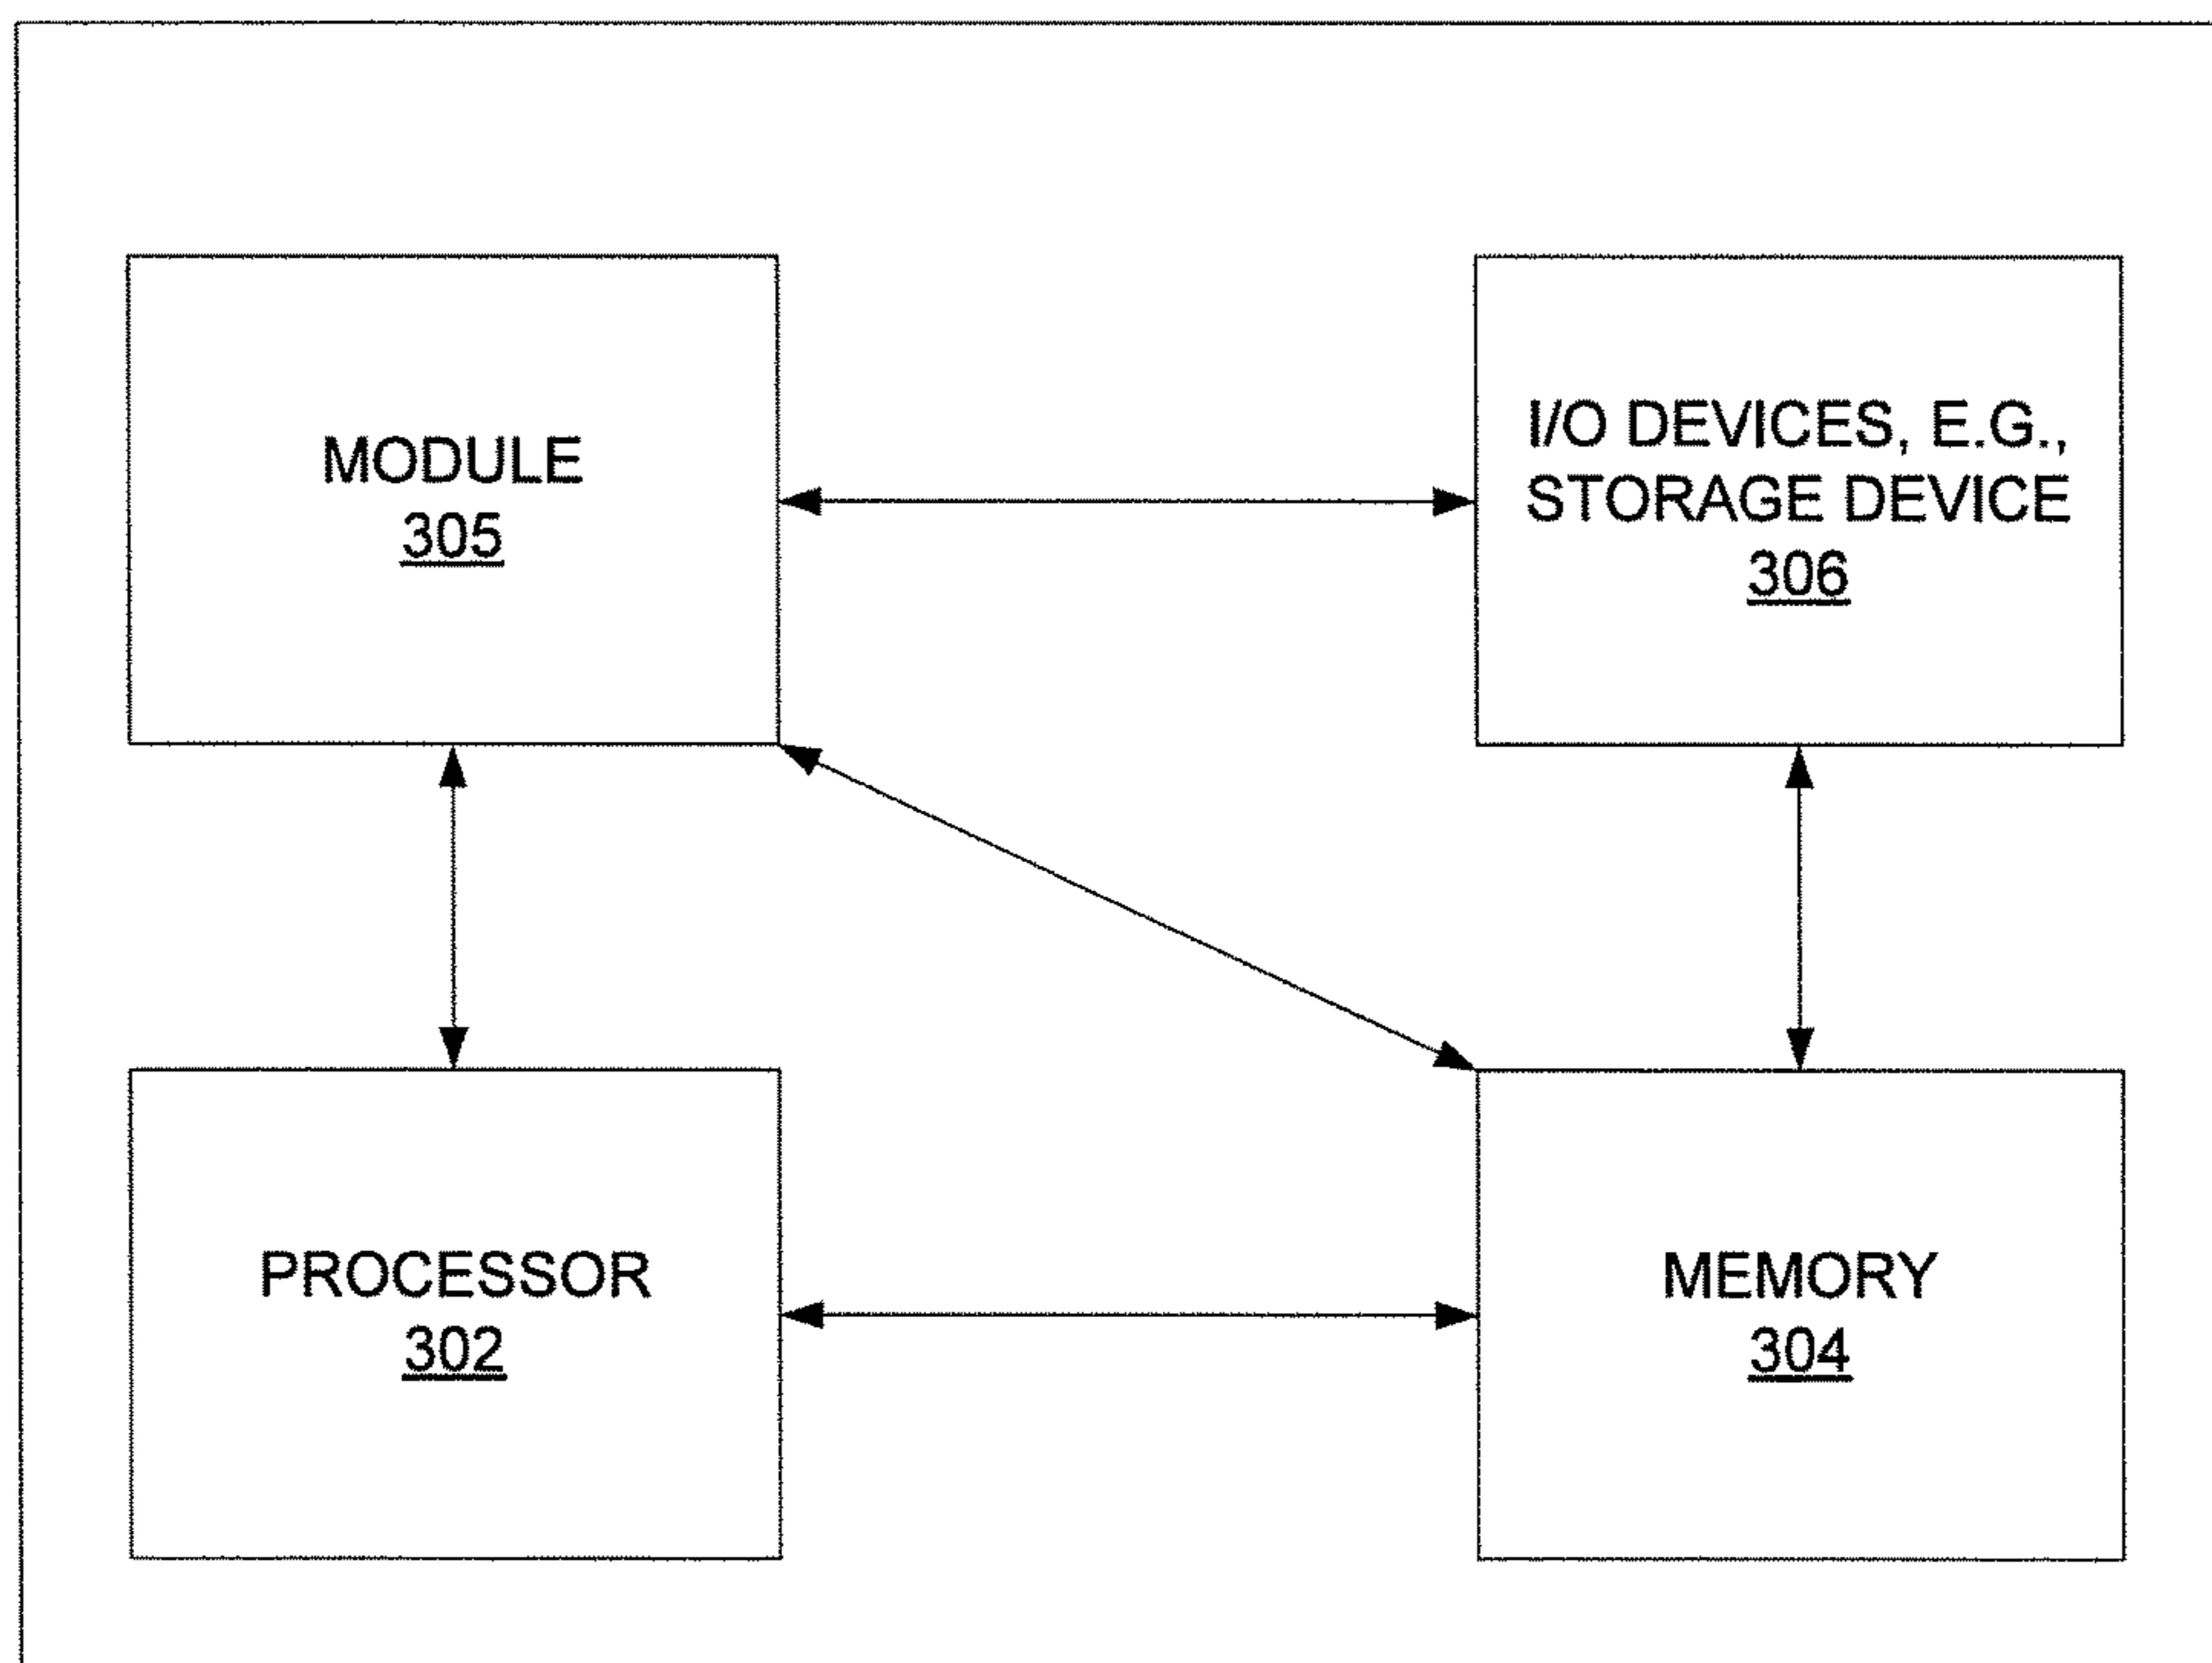 MODULE
305
I/O DEVICES, E.G.,
STORAGE DEVICE
306
PROCESSOR
302
MEMORY
304